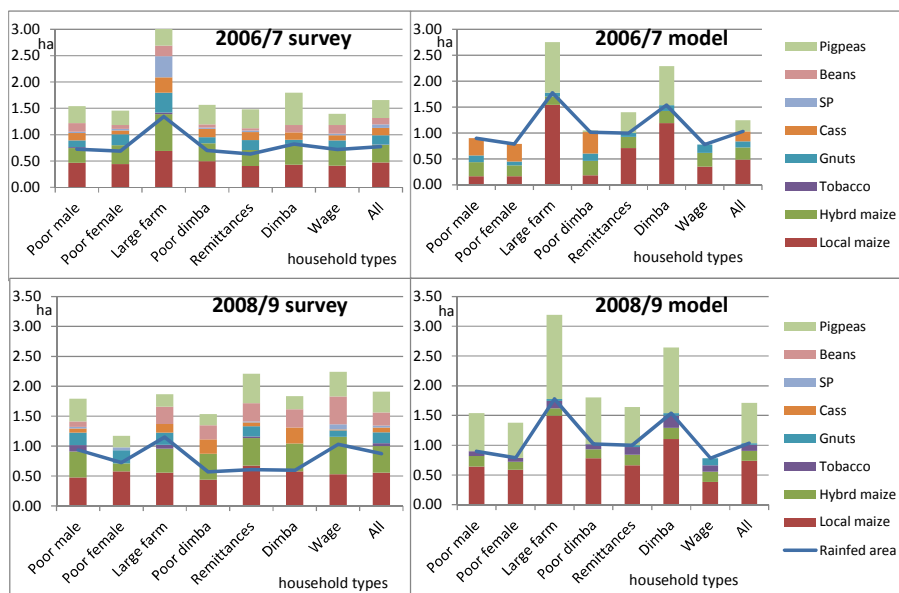 2006/7 survey
ha
3.00
2.50
2.00
1.50
1.00
0.50
0.00
Poor male
Poor female
Large farm
Poor dimba
Remittances
Dimba
Wage
All
household types
2006/7 model
ha
3.00
2.50
2.00
1.50
1.00
0.50
0.00
Poor male
Poor female
Large farm
Poor dimba
Remittances
Dimba
Wage
All
household types
Pigpeas
Beans
SP
Cass
Gnuts
Tobacco
Hybrd maize
Local maize
2008/9 survey
ha
3.50
3.00
2.50
2.00
1.50
1.00
0.50
0.00
Poor male
Poor female
Large farm
Poor dimba
Remittances
Dimba
Wage
All
household types
2008/9 model
ha
3.50
3.00
2.50
2.00
1.50
1.00
0.50
0.00
Poor male
Poor female
Large farm
Poor dimba
Remittances
Dimba
Wage
All
household types
Pigpeas
Beans
SP
Cass
Gnuts
Tobacco
Hybrd maize
Local maize
Rainfed area